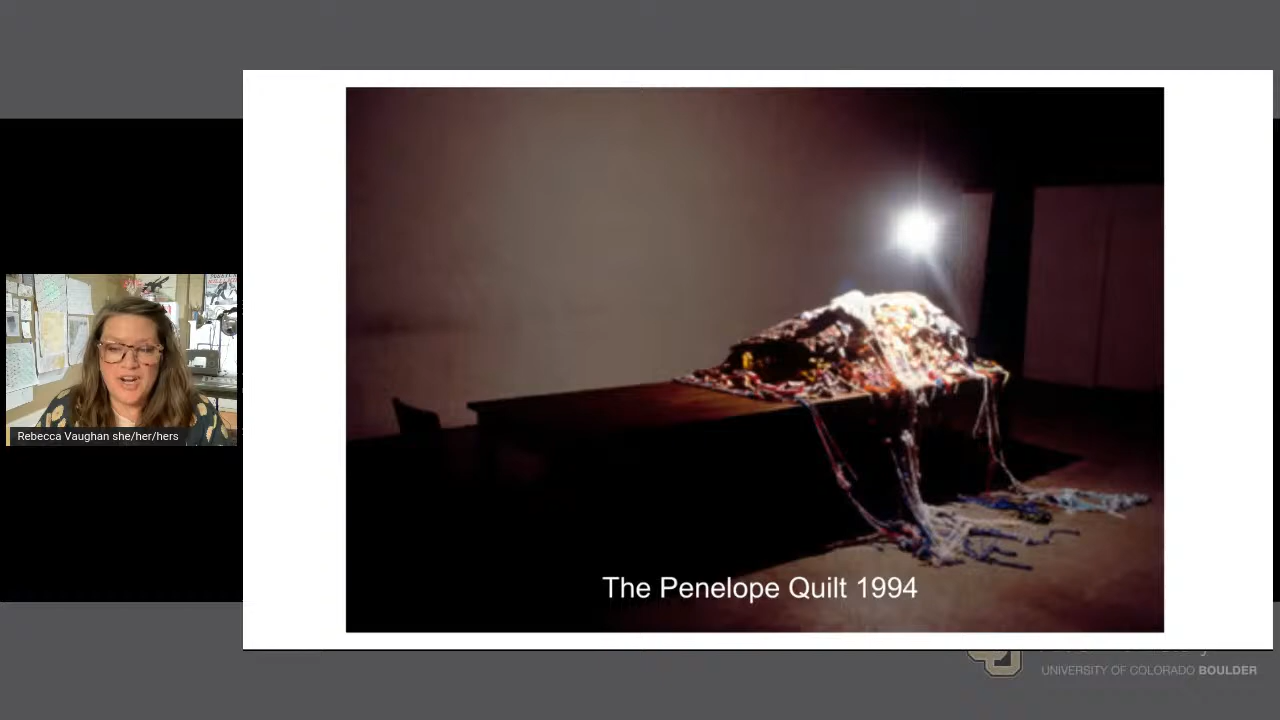 The Penelope Quilt 1994
Rebecca Vaughan she/her/hers
UNIVERSITY OF COLORADO BOULDER